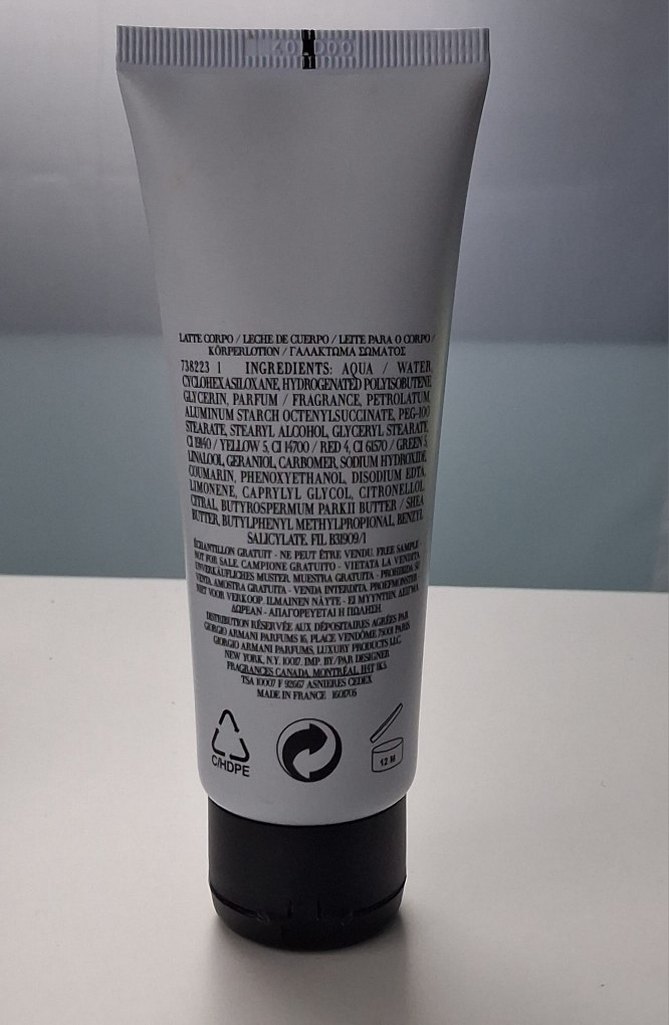 LATTE CORPO / LECHE DE CUERPO / LEITE PARA O CORPO /
KÖRPERLOTION / ΓΑΛΑΚΤΩΜΑ ΣΩΜΑΤΟΣ
738223 1 INGREDIENTS: AQUA / WATER,
CYCLOHEXASILOXANE, HYDROGENATED POLYISOBUTENE,
GLYCERIN, PARFUM / FRAGRANCE, PETROLATUM,
ALUMINUM STARCH OCTENYLSUCCINATE, PEG-100
STEARATE, STEARYL ALCOHOL, GLYCERYL STEARATE,
CI 19140 / YELLOW 5, CI 14700 / RED 4, CI 61570 / GREEN 5,
LINALOOL, GERANIOL, CARBOMER, SODIUM HYDROXIDE,
COUMARIN, PHENOXYETHANOL, DISODIUM EDTA,
LIMONENE, CAPRYLYL GLYCOL, CITRONELLOL,
CITRAL, BUTYROSPERMUM PARKII BUTTER / SHEA
BUTTER, BUTYLPHENYL METHYLPROPIONAL, BENZYL
SALICYLATE. FIL B31909/1
ÉCHANTILLON GRATUIT - NE PEUT ÊTRE VENDU. FREE SAMPLE -
NOT FOR SALE. CAMPIONE GRATUITO - VIETATA LA VENDITA.
UNVERKÄUFLICHES MUSTER. MUESTRA GRATUITA - PROHIBIDA SU
VENTA. AMOSTRA GRATUITA - VENDA INTERDITA. PROEFMONSTER -
NIET VOOR VERKOOP. ILMAINEN NÄYTE - EI MYYNTIIN. ΔΕΙΓΜΑ
ΔΩΡΕΑΝ - ΑΠΑΓΟΡΕΥΕΤΑΙ Η ΠΩΛΗΣΗ
DISTRIBUTION RÉSERVÉE AUX DÉPOSITAIRES AGRÉÉS PAR
GIORGIO ARMANI PARFUMS 16, PLACE VENDÔME 75001 PARIS
GIORGIO ARMANI PARFUMS, LUXURY PRODUCTS LLC
NEW YORK, N.Y. 10017. IMP. BY/PAR DESIGNER
FRAGRANCES CANADA, MONTRÉAL, H4T 1K5.
TSA 10007 F 92667 ASNIERES CEDEX
MADE IN FRANCE 1601705
C/HDPE
12 M